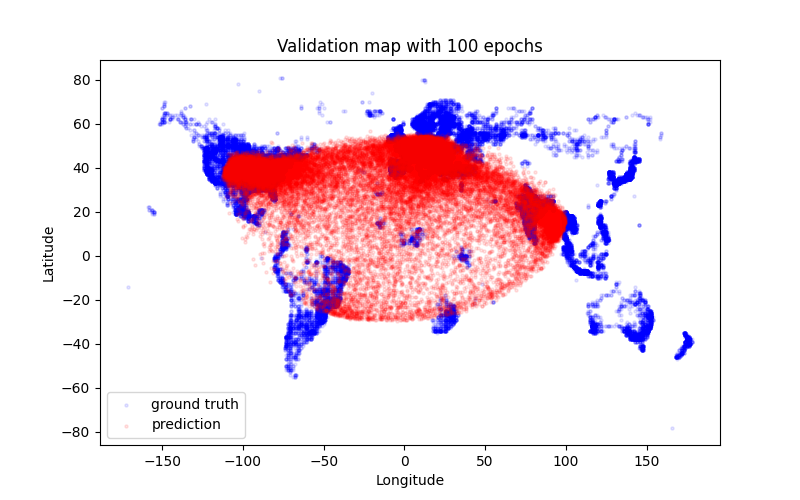 Validation map with 100 epochs
80
60
40
20
0
−20
−40
−60
−80
Latitude
ground truth
prediction
−150 −100 −50 0 50 100 150
Longitude